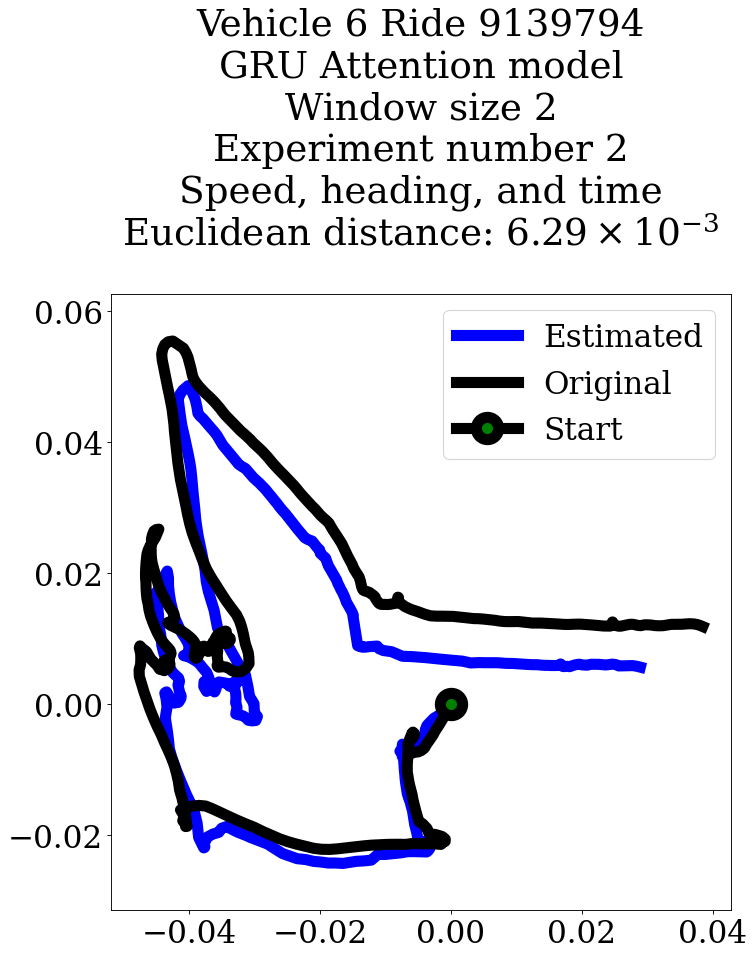 Vehicle 6 Ride 9139794
GRU Attention model
Window size 2
Experiment number 2
Speed, heading, and time
Euclidean distance: 6.29 × 10⁻³
Estimated
Original
Start
0.06
0.04
0.02
0.00
−0.02
−0.04 −0.02 0.00 0.02 0.04